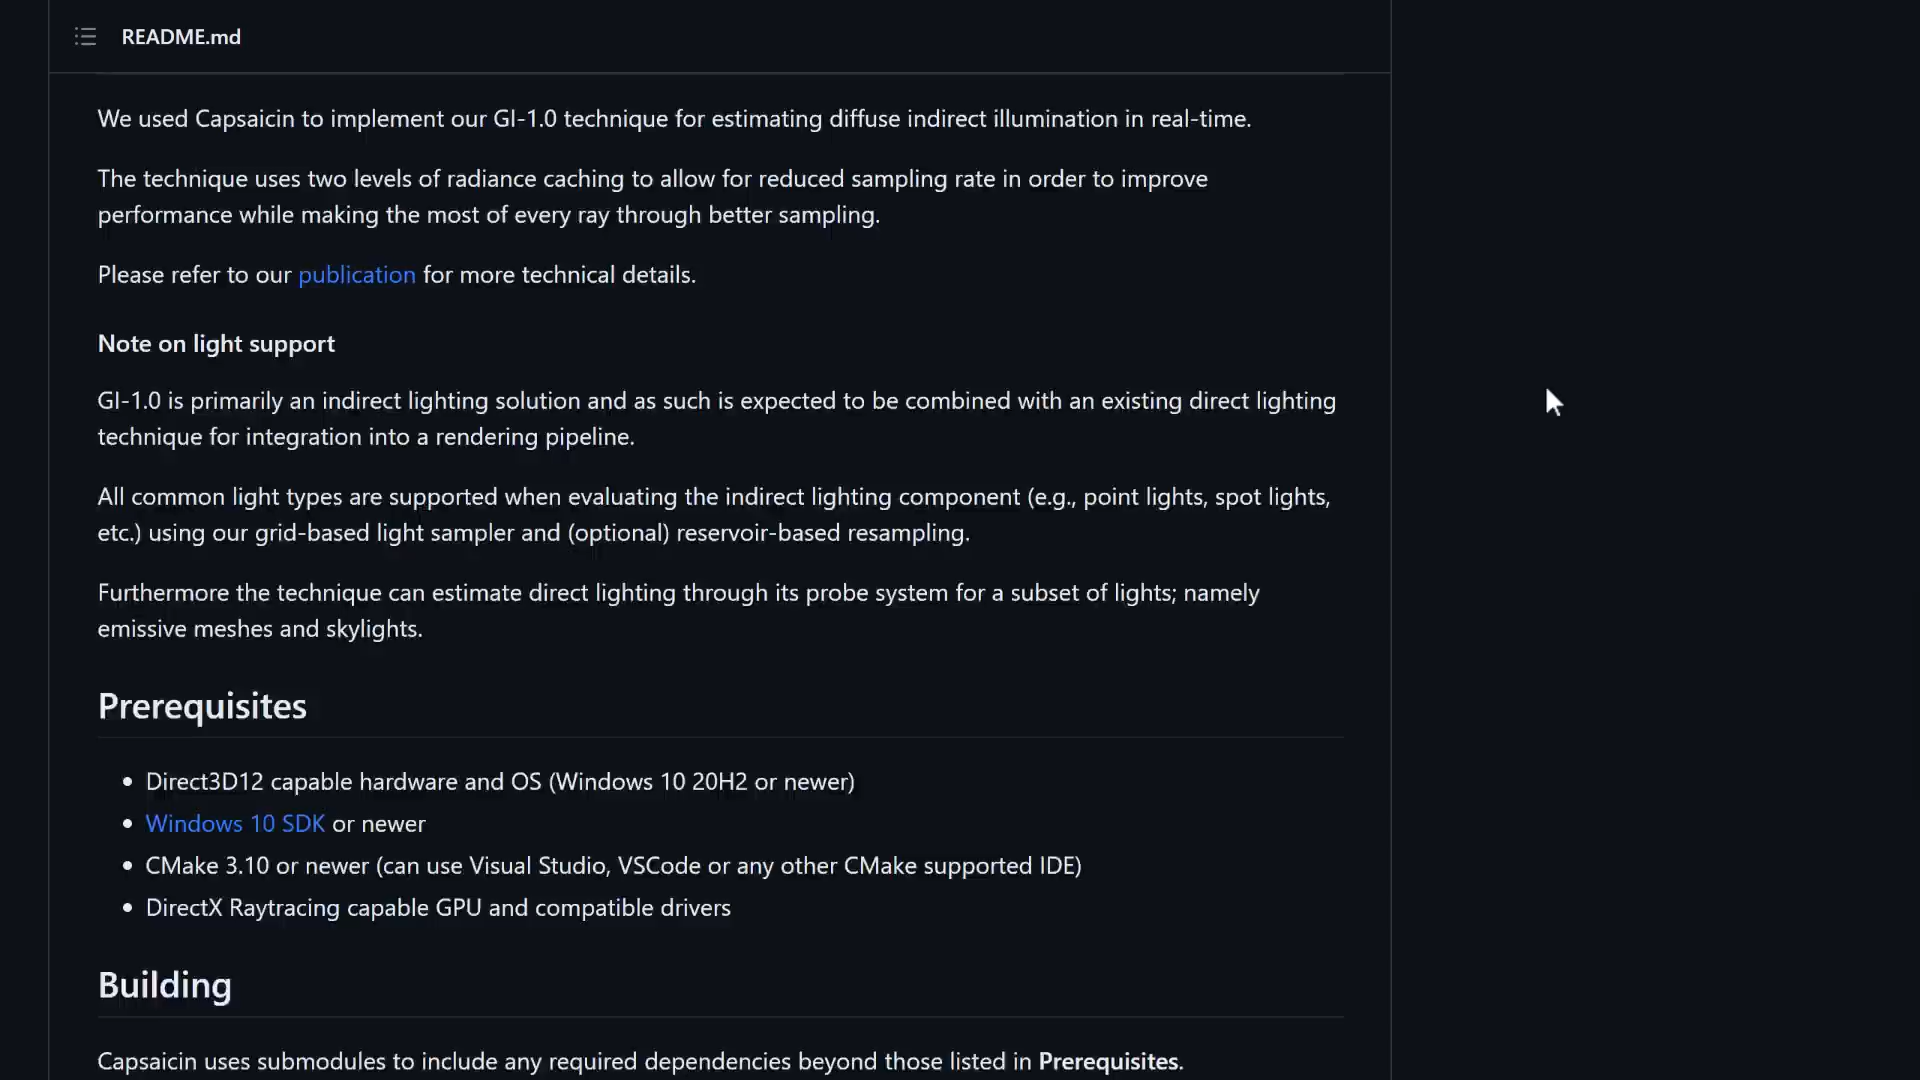 README.md
We used Capsaicin to implement our GI-1.0 technique for estimating diffuse indirect illumination in real-time.
The technique uses two levels of radiance caching to allow for reduced sampling rate in order to improve
performance while making the most of every ray through better sampling.
Please refer to our publication for more technical details.
Note on light support
GI-1.0 is primarily an indirect lighting solution and as such is expected to be combined with an existing direct lighting
technique for integration into a rendering pipeline.
All common light types are supported when evaluating the indirect lighting component (e.g., point lights, spot lights,
etc.) using our grid-based light sampler and (optional) reservoir-based resampling.
Furthermore the technique can estimate direct lighting through its probe system for a subset of lights; namely
emissive meshes and skylights.
Prerequisites
• Direct3D12 capable hardware and OS (Windows 10 20H2 or newer)
• Windows 10 SDK or newer
• CMake 3.10 or newer (can use Visual Studio, VSCode or any other CMake supported IDE)
• DirectX Raytracing capable GPU and compatible drivers
Building
Capsaicin uses submodules to include any required dependencies beyond those listed in Prerequisites.